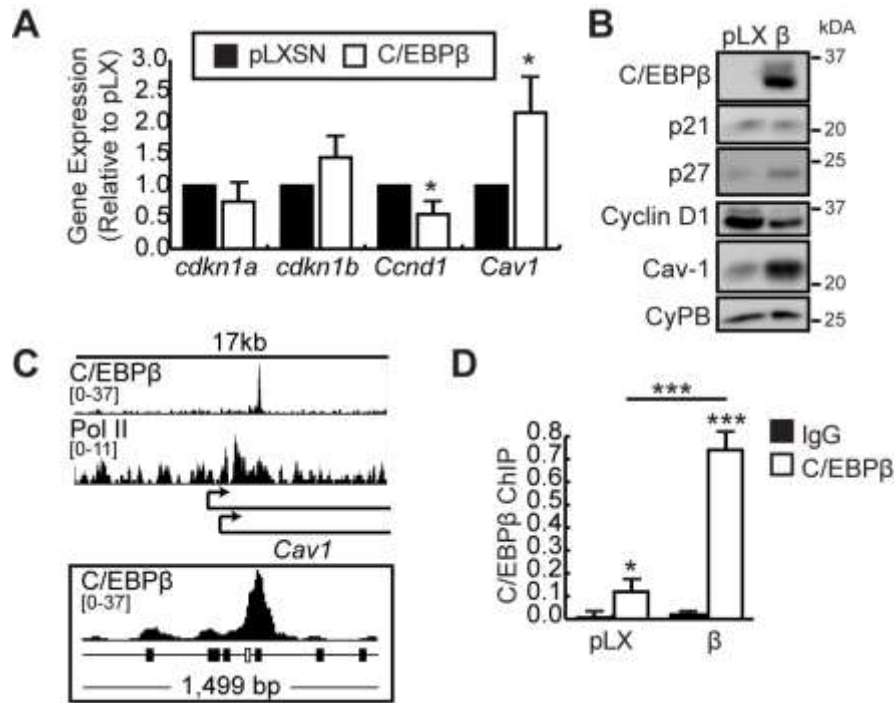 A
pLXSN C/EBPβ
Gene Expression
(Relative to pLX)
3.0
2.5
2.0
1.5
1.0
0.5
0.0
*
*
cdkn1a cdkn1b Ccnd1 Cav1
B
pLX β kDA
C/EBPβ 37
p21 20
p27 25
Cyclin D1 37
Cav-1 20
CyPB 25
C
17kb
C/EBPβ
[0-37]
Pol II
[0-11]
Cav1
C/EBPβ
[0-37]
1,499 bp
D
***
***
*
IgG
C/EBPβ
C/EBPβ ChIP
0.8
0.7
0.6
0.5
0.4
0.3
0.2
0.1
0.0
pLX β